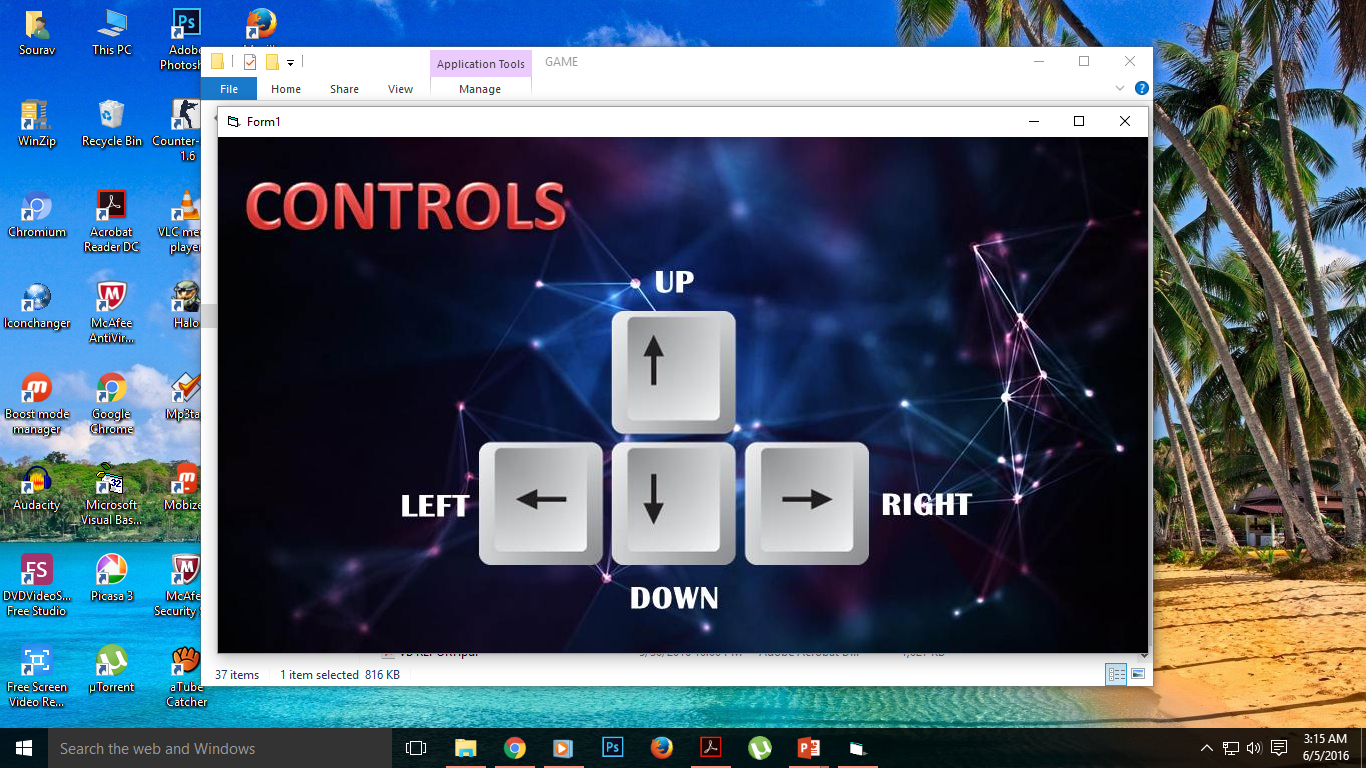 Sourav
This PC
Adobe
Photosh
WinZip
Recycle Bin
Counter-
1.6
Chromium
Acrobat
Reader DC
VLC me
player
Iconchanger
McAfee
AntiVir...
Halo
Boost mode
manager
Google
Chrome
Mp3ta
Audacity
Microsoft
Visual Bas...
Mobize
DVDVideoS...
Free Studio
Picasa 3
McAfe
Security
Free Screen
Video Re...
µTorrent
aTube
Catcher
Application Tools
GAME
File
Home
Share
View
Manage
Form1
CONTROLS
UP
LEFT
RIGHT
DOWN
37 items
1 item selected 816 KB
Search the web and Windows
3:15 AM
6/5/2016